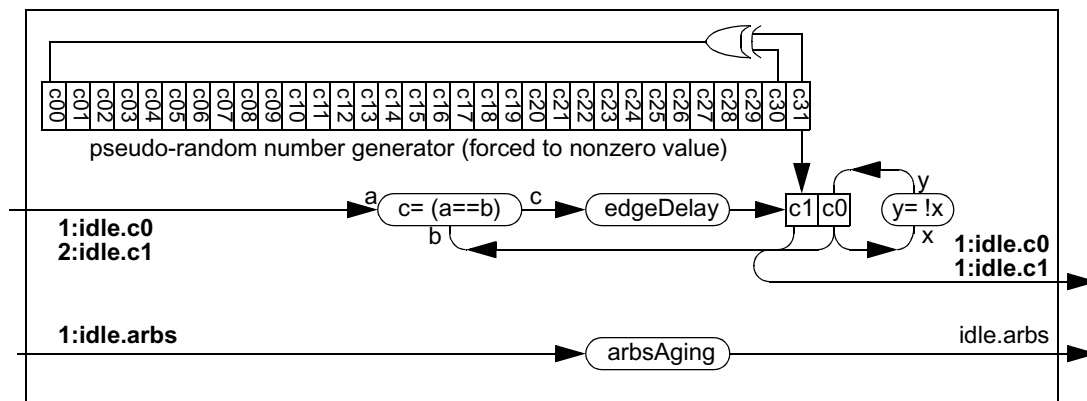 c00 c01 c02 c03 c04 c05 c06 c07 c08 c09 c10 c11 c12 c13 c14 c15 c16 c17 c18 c19 c20 c21 c22 c23 c24 c25 c26 c27 c28 c29 c30 c31
pseudo-random number generator (forced to nonzero value)
a c= (a==b) c edgeDelay c1 c0 y y= !x
b x
1:idle.c0
2:idle.c1
1:idle.c0
1:idle.c1
1:idle.arbs arbsAging idle.arbs